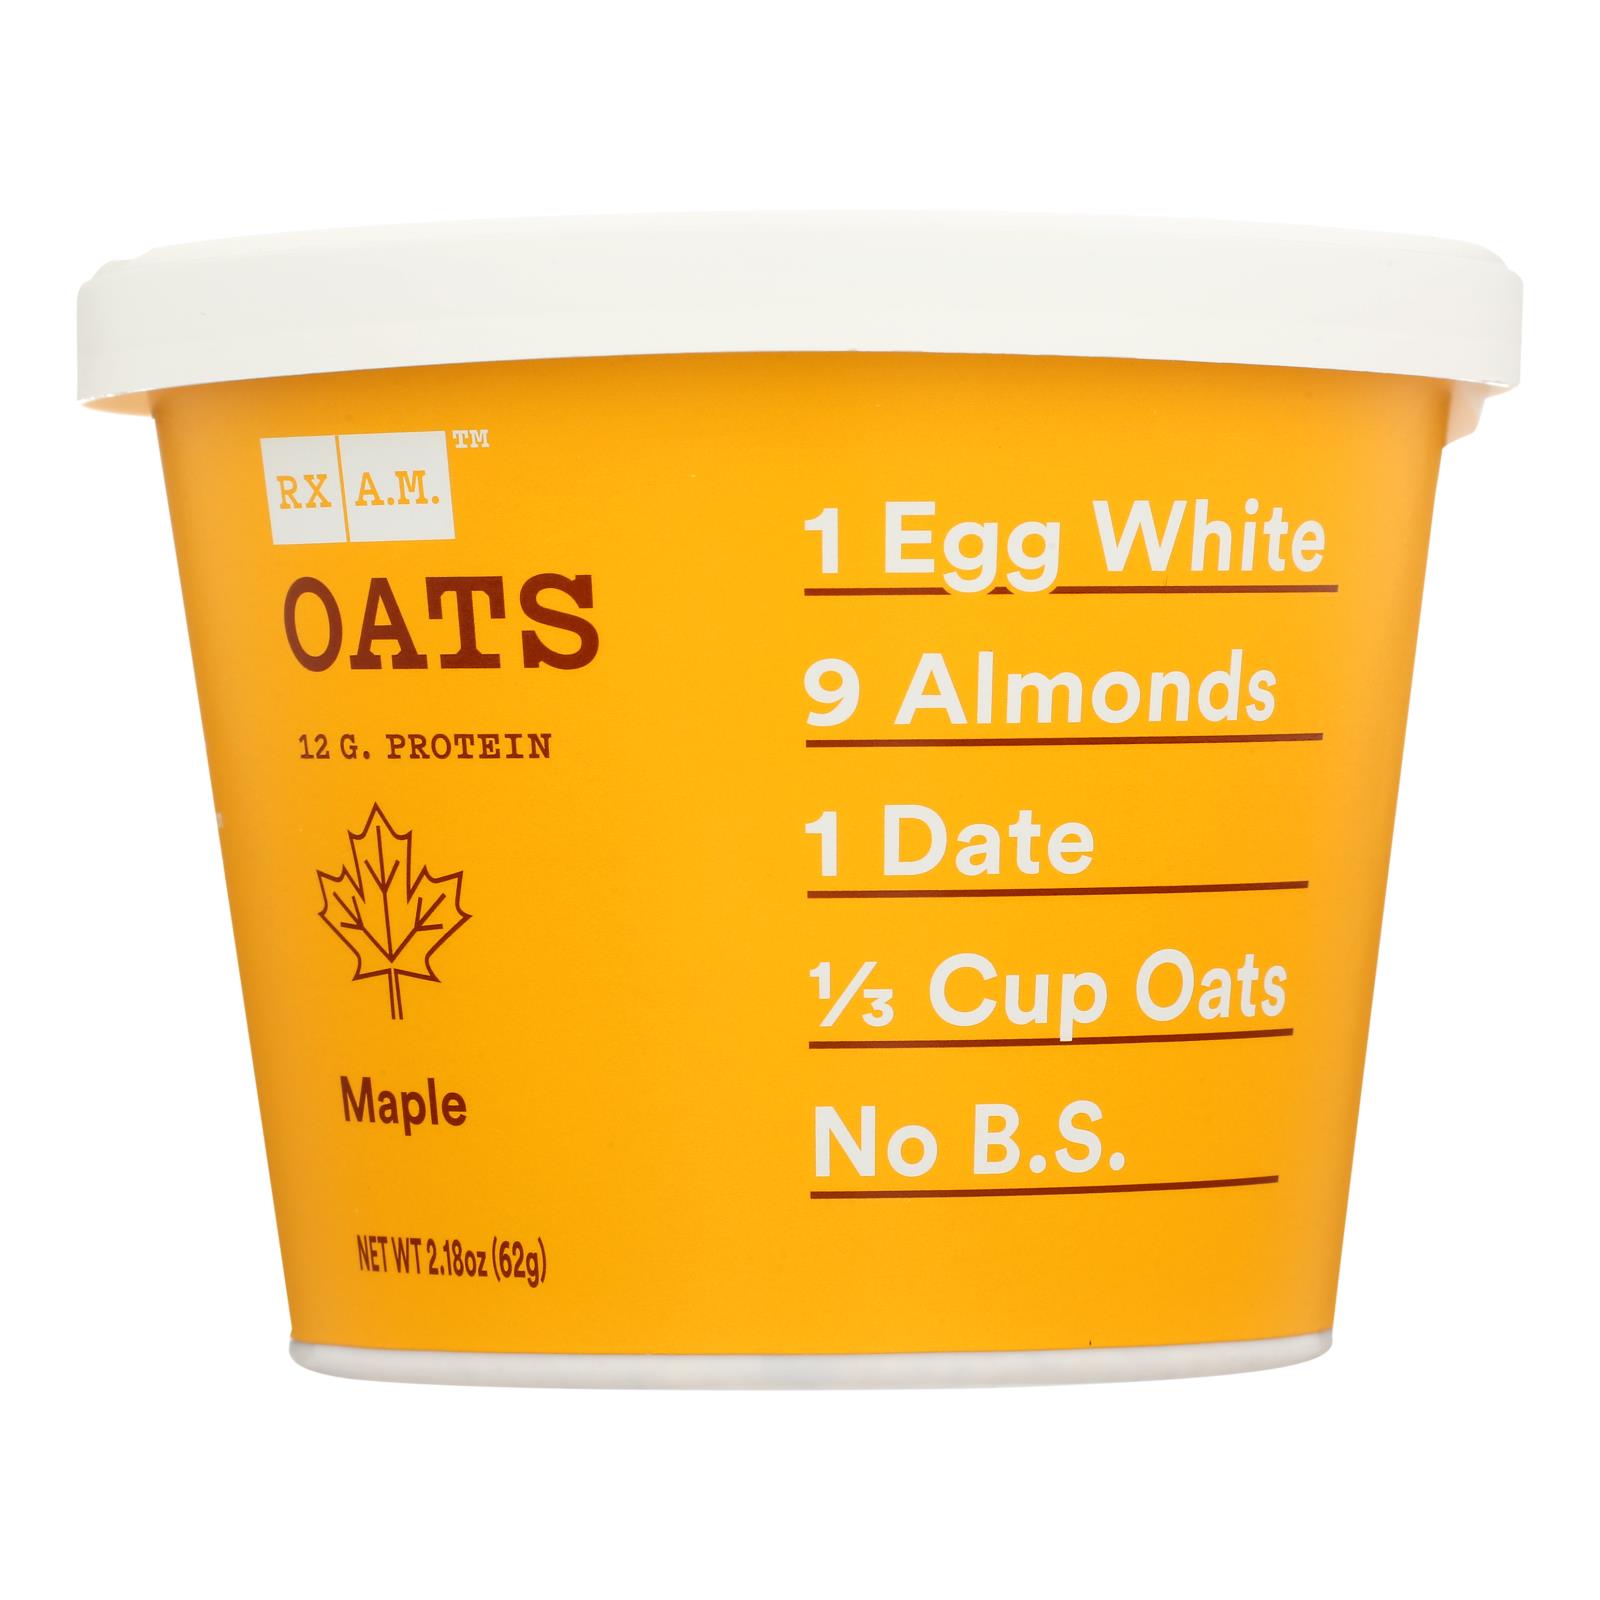 RX A.M.™
OATS
12 G. PROTEIN
Maple
NET WT 2.18oz (62g)
1 Egg White
9 Almonds
1 Date
⅓ Cup Oats
No B.S.